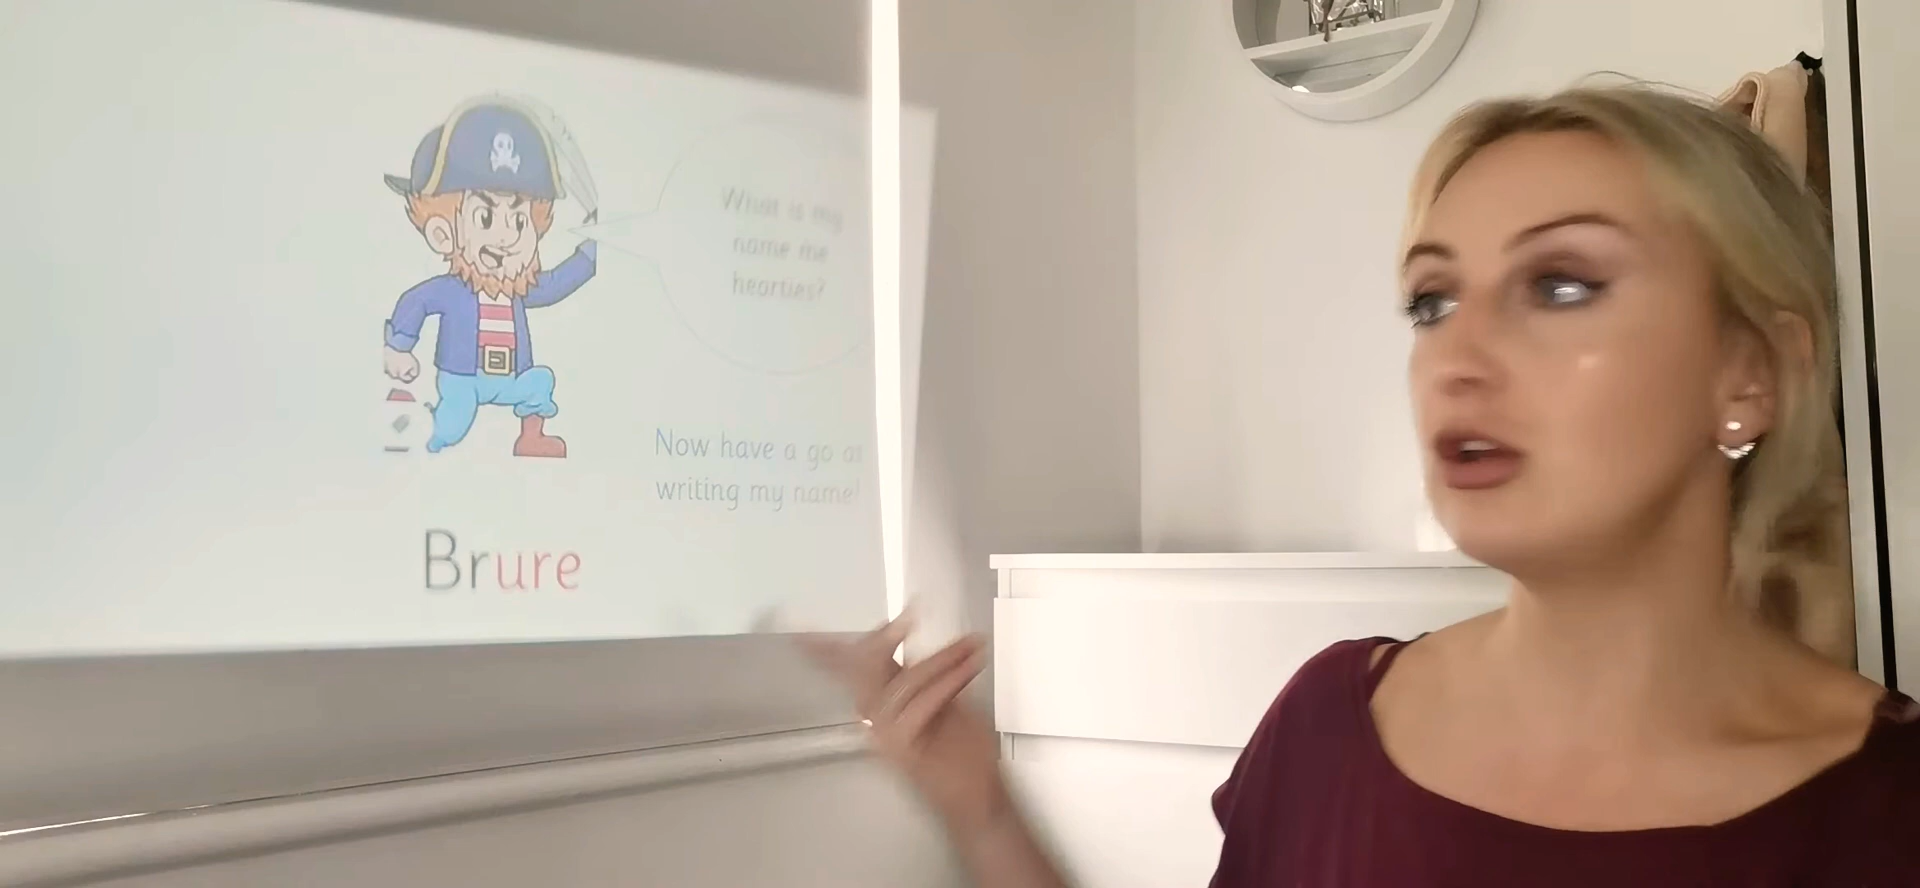 What is my
name me
hearties?
Now have a go at
writing my name!
Brure